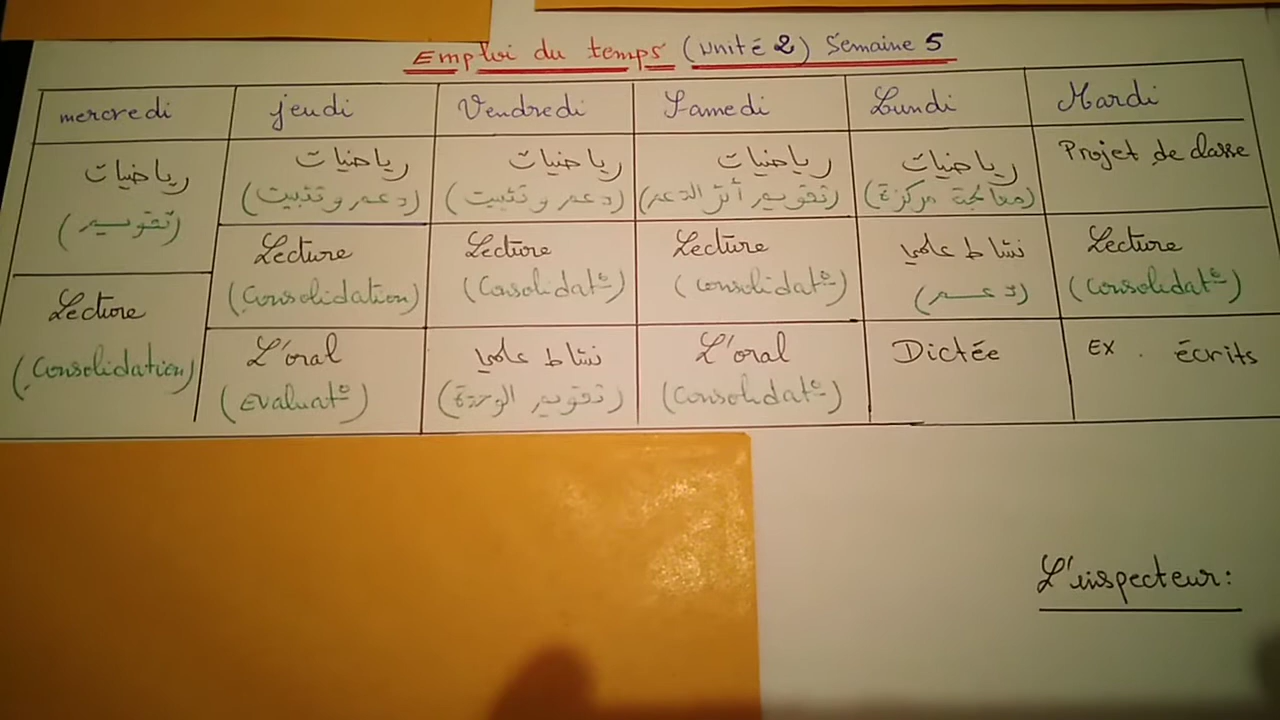 Emploi du temps (Unité 2) Semaine 5
mercredi jeudi Vendredi Samedi Lundi Mardi
رياضيات رياضيات رياضيات رياضيات رياضيات Projet de classe
(تقويم) (دعم و تثبيت) (دعم و تثبيت) (تقويم أثر الدعم) (معالجة مركزة)
Lecture Lecture Lecture Lecture نشاط علمي Lecture
(Consolidation) (Consolidation) (Consolidat°) (Consolidat°) (دعم) (Consolidat°)
L'oral نشاط علمي L'oral Dictée EX. écrits
(Evaluat°) (تقويم الوحدة) (Consolidat°)
L'inspecteur: